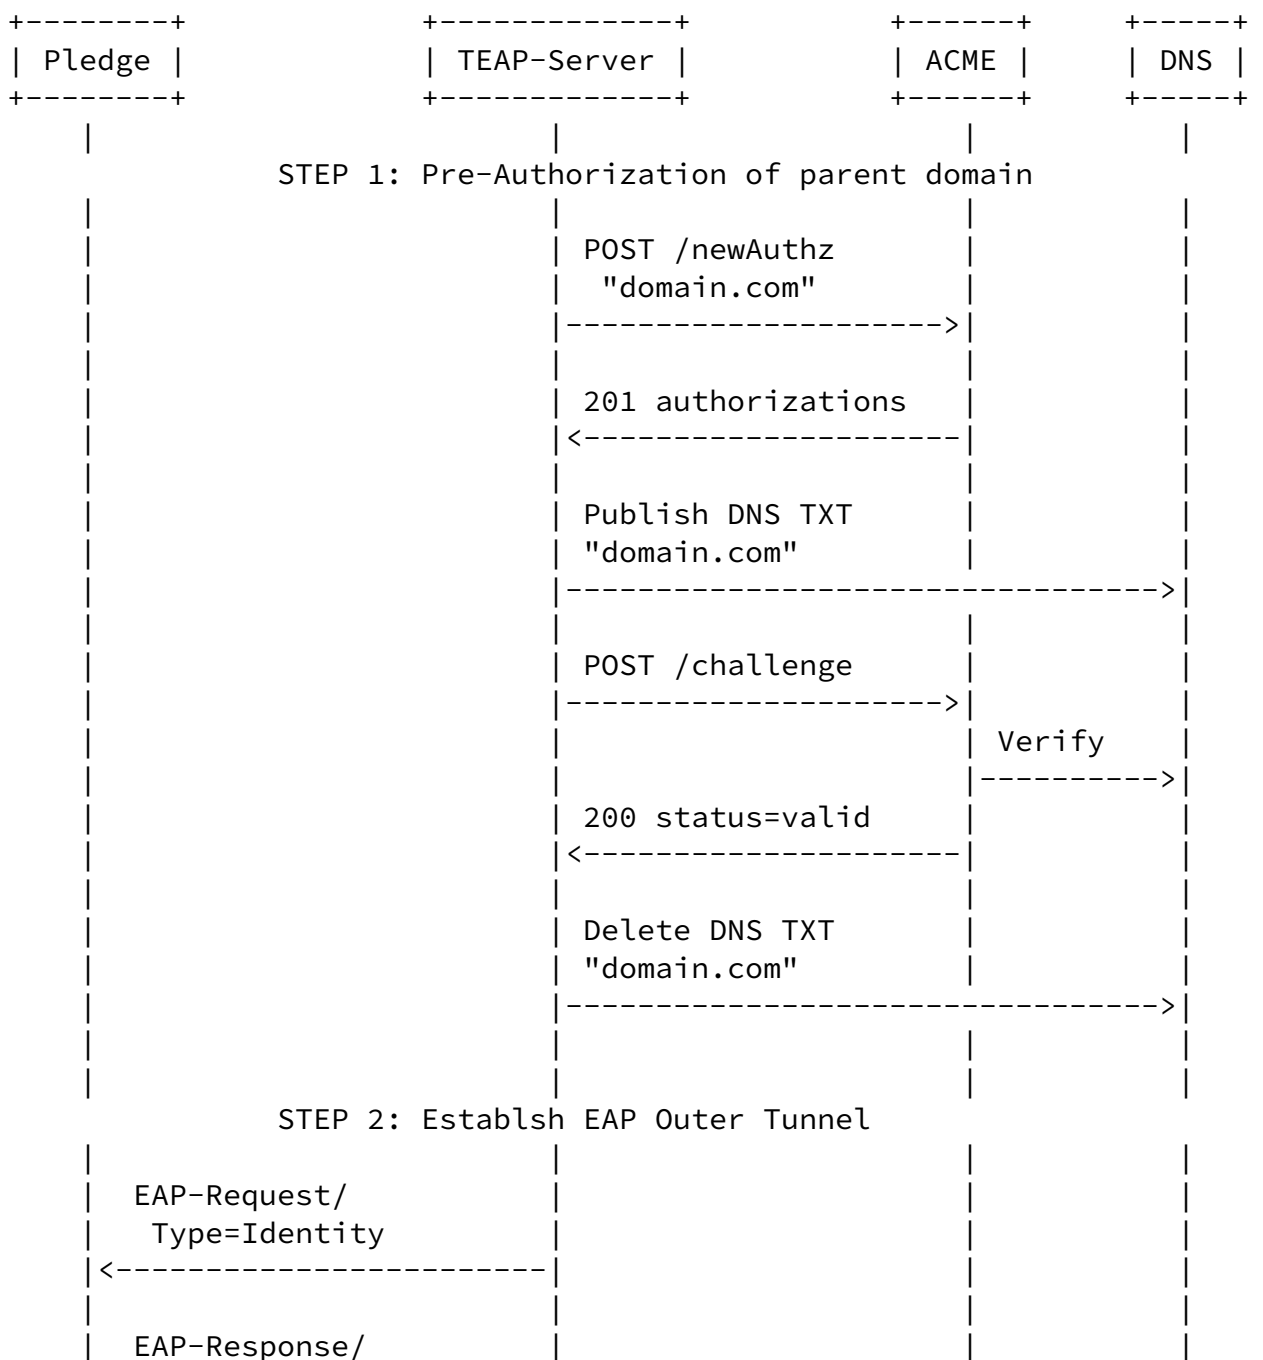 +--------+             +-------------+           +------+     +-----+
| Pledge |             | TEAP-Server |           | ACME |     | DNS |
+--------+             +-------------+           +------+     +-----+
    |                         |                      |           |
              STEP 1: Pre-Authorization of parent domain
    |                         |                      |           |
    |                         | POST /newAuthz       |           |
    |                         |  "domain.com"        |           |
    |                         |--------------------->|           |
    |                         |                      |           |
    |                         | 201 authorizations   |           |
    |                         |<---------------------|           |
    |                         |                      |           |
    |                         | Publish DNS TXT      |           |
    |                         | "domain.com"         |           |
    |                         |--------------------------------->|
    |                         |                      |           |
    |                         | POST /challenge      |           |
    |                         |--------------------->|           |
    |                         |                      | Verify    |
    |                         |                      |---------->|
    |                         | 200 status=valid     |           |
    |                         |<---------------------|           |
    |                         |                      |           |
    |                         | Delete DNS TXT       |           |
    |                         | "domain.com"         |           |
    |                         |--------------------------------->|
    |                         |                      |           |
    |                         |                      |           |
              STEP 2: Establsh EAP Outer Tunnel
    |                         |                      |           |
    |  EAP-Request/           |                      |           |
    |   Type=Identity         |                      |           |
    |<------------------------|                      |           |
    |                         |                      |           |
    |  EAP-Response/          |                      |           |